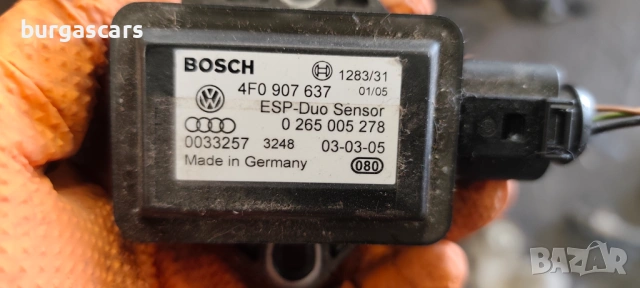 burgascars
BOSCH 1283/31
4F0 907 637 01/05
ESP-Duo Sensor
0 265 005 278
0033257 3248 03-03-05
Made in Germany 080
BAZAR
bg